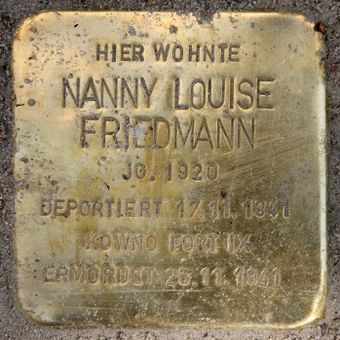 HIER WOHNTE
NANNY LOUISE
FRIEDMANN
JG. 1920
DEPORTIERT 17.11.1941
KOWNO FORT IX
ERMORDET 25.11.1941